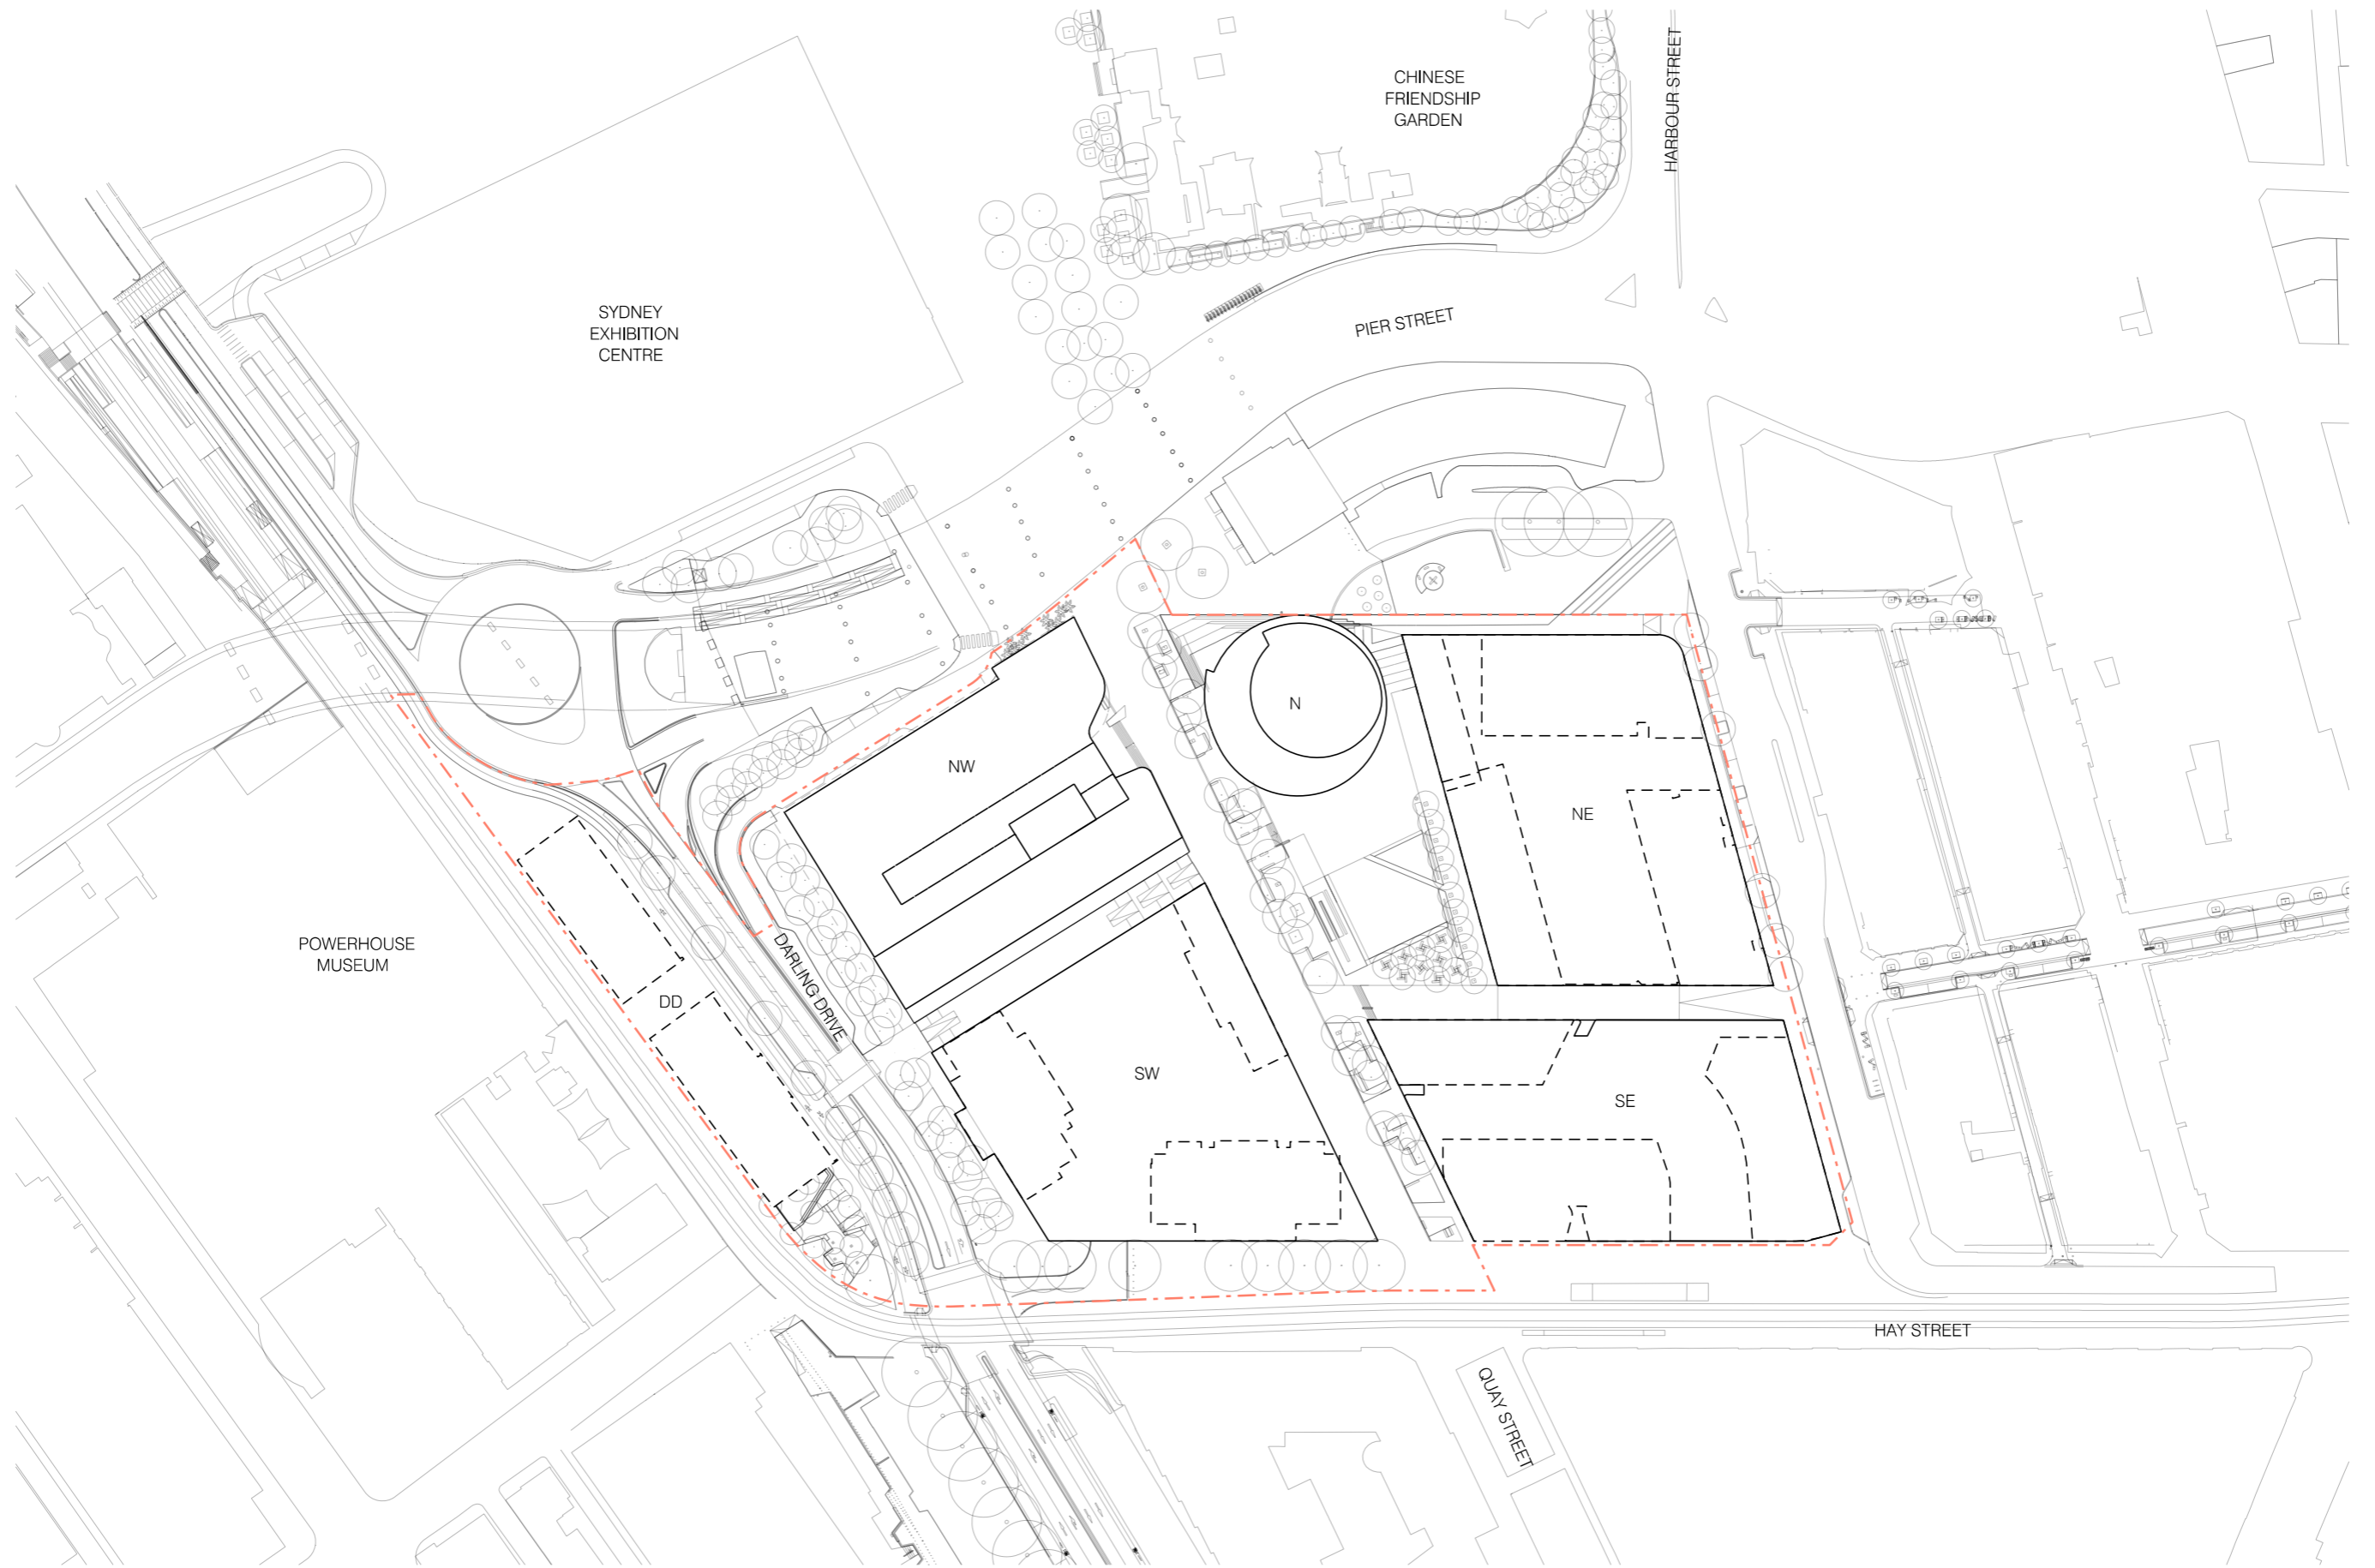 CHINESE
FRIENDSHIP
GARDEN
HARBOUR STREET
SYDNEY
EXHIBITION
CENTRE
PIER STREET
N
NW
NE
POWERHOUSE
MUSEUM
DARLING DRIVE
DD
SW
SE
HAY STREET
QUAY STREET